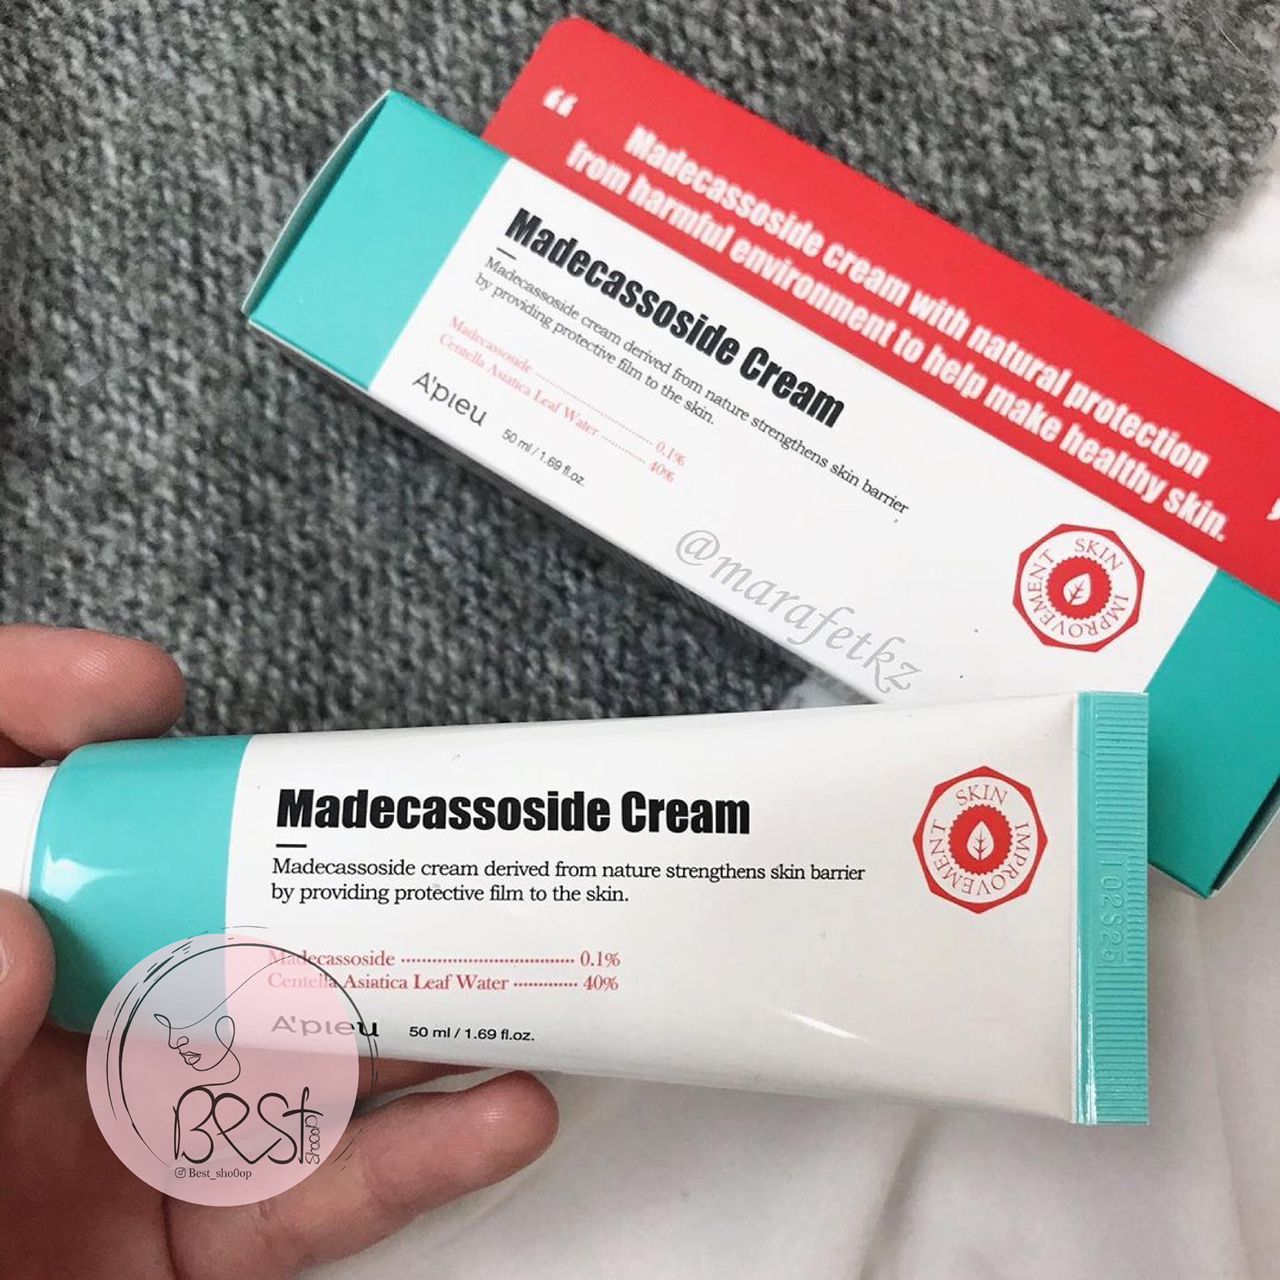 “
Madecassoside cream with natural protection
from harmful environment to help make healthy skin.
Madecassoside Cream
Madecassoside cream derived from nature strengthens skin barrier
by providing protective film to the skin.
Madecassoside 0.1%
Centella Asiatica Leaf Water 40%
A'pieu 50 ml / 1.69 fl.oz.
SKIN IMPROVEMENT
@marafetkz
Madecassoside Cream
Madecassoside cream derived from nature strengthens skin barrier
by providing protective film to the skin.
Madecassoside 0.1%
Centella Asiatica Leaf Water 40%
A'pieu 50 ml / 1.69 fl.oz.
SKIN IMPROVEMENT
BEST
ShoOop
Best_sho0op